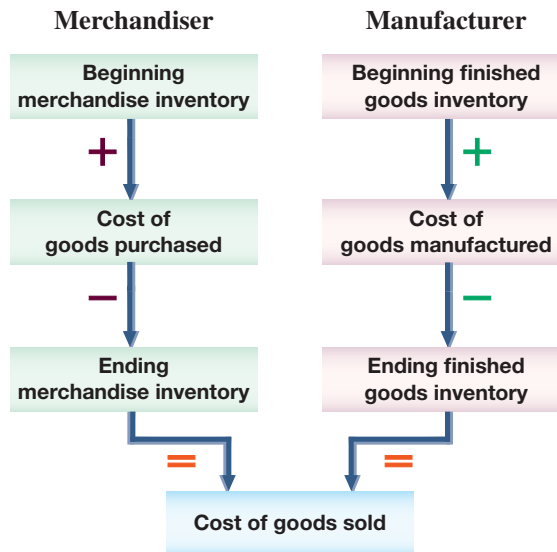 Merchandiser
Beginning
merchandise inventory
+
Cost of
goods purchased
−
Ending
merchandise inventory
=
Manufacturer
Beginning finished
goods inventory
+
Cost of
goods manufactured
−
Ending finished
goods inventory
=
Cost of goods sold